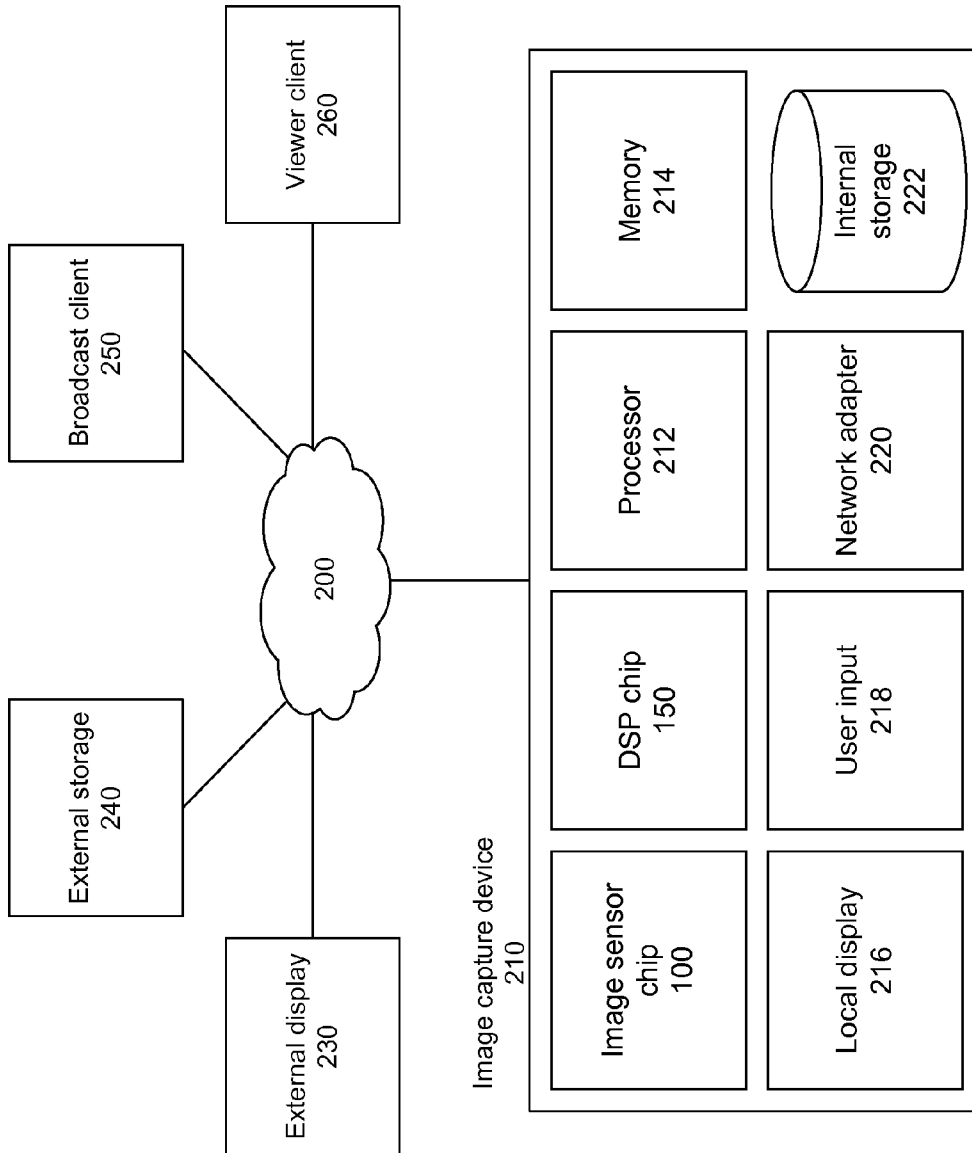 External storage
240
Broadcast client
250
External display
230
200
Viewer client
260
Image capture device
210
Image sensor
chip
100
DSP chip
150
Processor
212
Memory
214
Local display
216
User input
218
Network adapter
220
Internal
storage
222